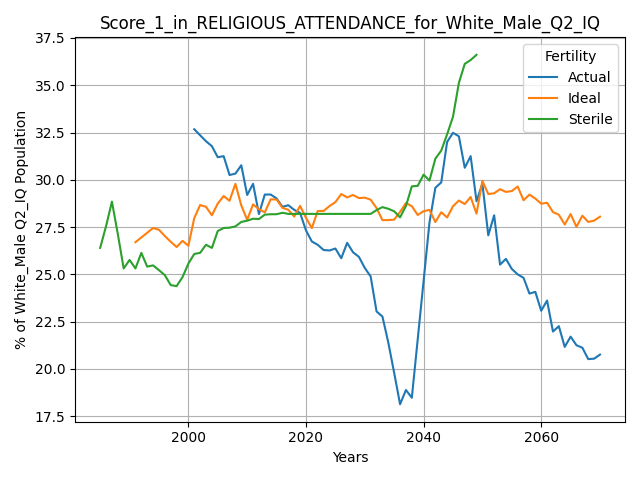 Score_1_in_RELIGIOUS_ATTENDANCE_for_White_Male_Q2_IQ
37.5
35.0
32.5
30.0
27.5
25.0
22.5
20.0
17.5
% of White_Male Q2_IQ Population
Fertility
Actual
Ideal
Sterile
2000
2020
2040
2060
Years